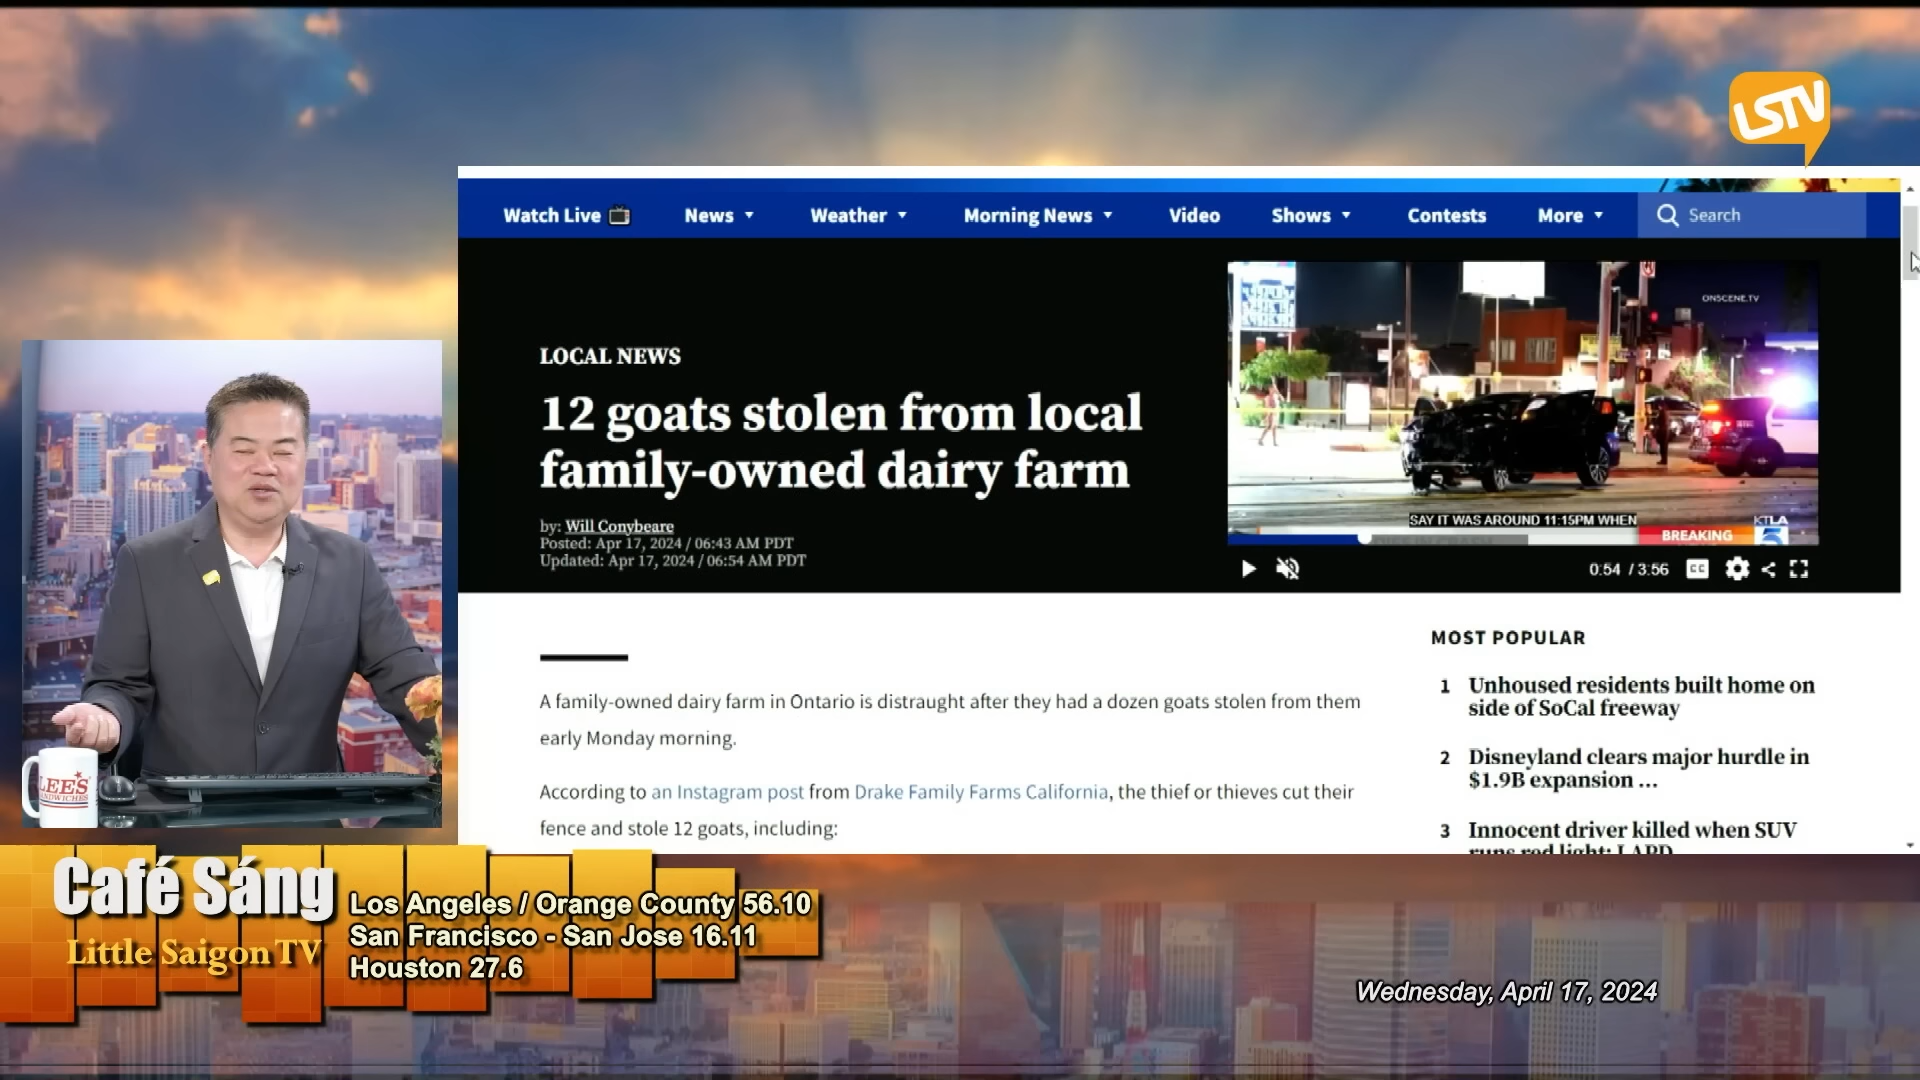 LSTV
Watch Live
News
Weather
Morning News
Video
Shows
Contests
More
Search
ONSCENE.TV
LOCAL NEWS
12 goats stolen from local
family-owned dairy farm
by: Will Conybeare
Posted: Apr 17, 2024 / 06:43 AM PDT
Updated: Apr 17, 2024 / 06:54 AM PDT
SAY IT WAS AROUND 11:15PM WHEN
BREAKING
KTLA
5
0:54 / 3:56
CC
A family-owned dairy farm in Ontario is distraught after they had a dozen goats stolen from them
early Monday morning.
According to an Instagram post from Drake Family Farms California, the thief or thieves cut their
fence and stole 12 goats, including:
MOST POPULAR
1 Unhoused residents built home on
side of SoCal freeway
2 Disneyland clears major hurdle in
$1.9B expansion ...
3 Innocent driver killed when SUV
runs red light: LAPD
LEE'S
SANDWICHES
Café Sáng
Little Saigon TV
Los Angeles / Orange County 56.10
San Francisco - San Jose 16.11
Houston 27.6
Wednesday, April 17, 2024